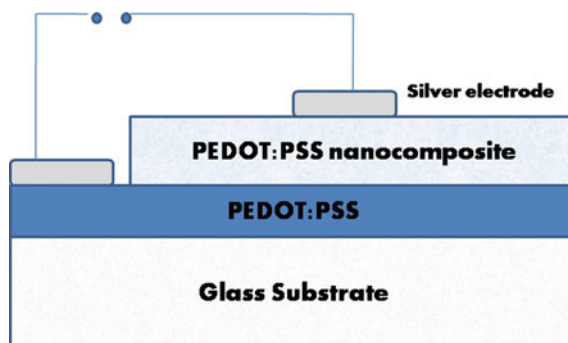 Silver electrode
PEDOT:PSS nanocomposite
PEDOT:PSS
Glass Substrate